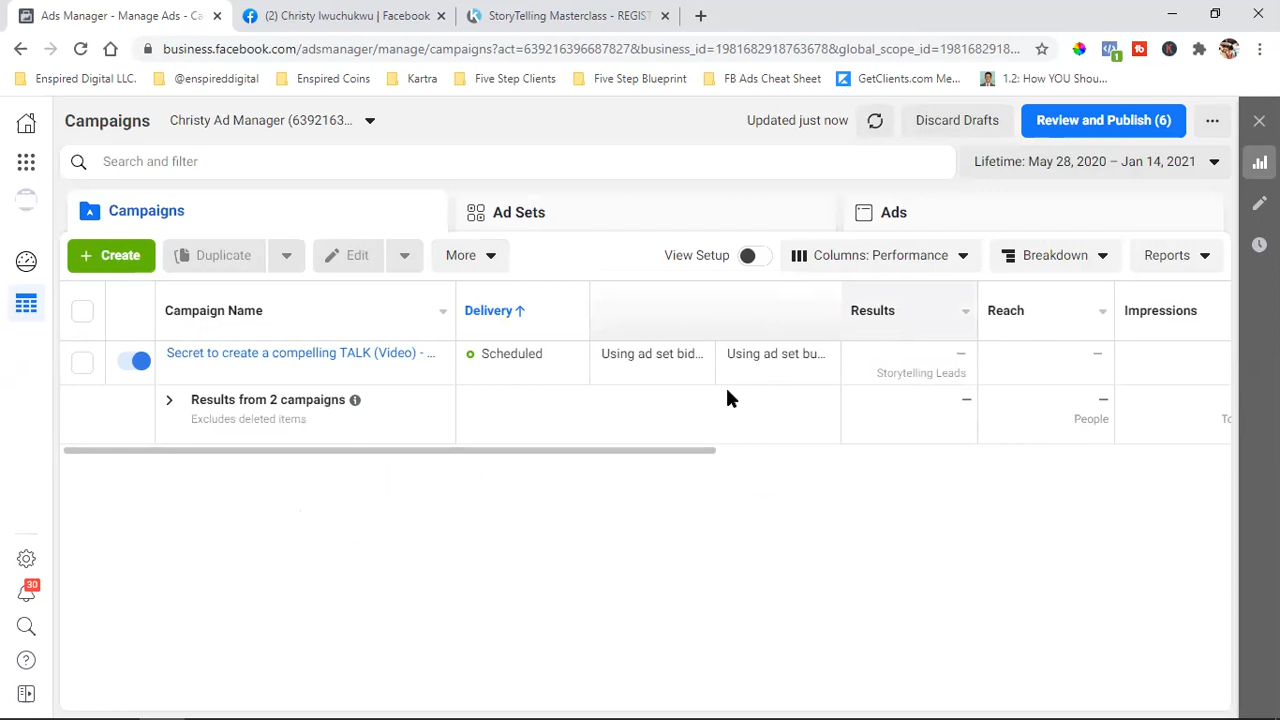 Ads Manager - Manage Ads - Ca
(2) Christy Iwuchukwu | Facebook
StoryTelling Masterclass - REGIST
business.facebook.com/adsmanager/manage/campaigns?act=639216396687827&business_id=1981682918763678&global_scope_id=1981682918...
1
Enspired Digital LLC.
@enspireddigital
Enspired Coins
Kartra
Five Step Clients
Five Step Blueprint
FB Ads Cheat Sheet
GetClients.com Me...
1.2: How YOU Shou...
Campaigns
Christy Ad Manager (6392163...
Updated just now
Discard Drafts
Review and Publish (6)
Search and filter
Lifetime: May 28, 2020 – Jan 14, 2021
Campaigns
Ad Sets
Ads
+ Create
Duplicate
Edit
More
View Setup
Columns: Performance
Breakdown
Reports
Campaign Name
Delivery ↑
Results
Reach
Impressions
Secret to create a compelling TALK (Video) - ...
Scheduled
Using ad set bid...
Using ad set bu...
—
—
Storytelling Leads
Results from 2 campaigns
—
—
Excludes deleted items
People
To
30